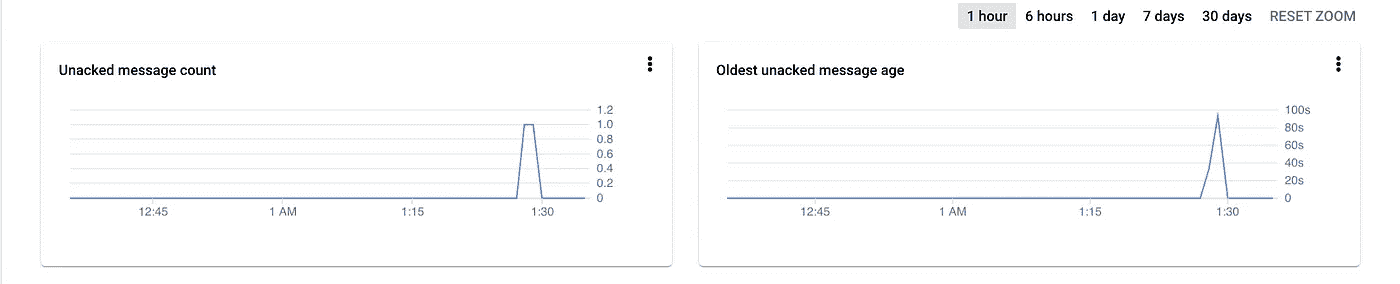 1 hour 6 hours 1 day 7 days 30 days RESET ZOOM
Unacked message count
1.2
1.0
0.8
0.6
0.4
0.2
0
12:45 1 AM 1:15 1:30
Oldest unacked message age
100s
80s
60s
40s
20s
0
12:45 1 AM 1:15 1:30